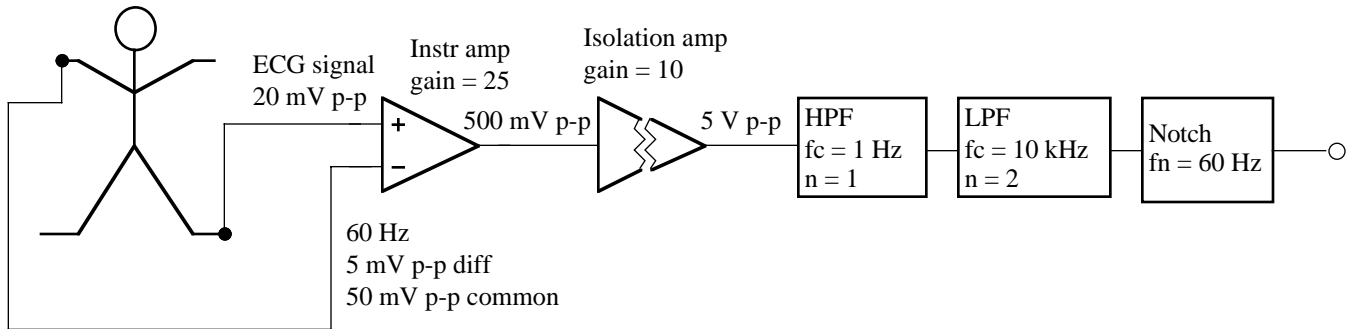 ECG signal
20 mV p-p
Instr amp
gain = 25
+
−
60 Hz
5 mV p-p diff
50 mV p-p common
500 mV p-p
Isolation amp
gain = 10
5 V p-p
HPF
fc = 1 Hz
n = 1
LPF
fc = 10 kHz
n = 2
Notch
fn = 60 Hz